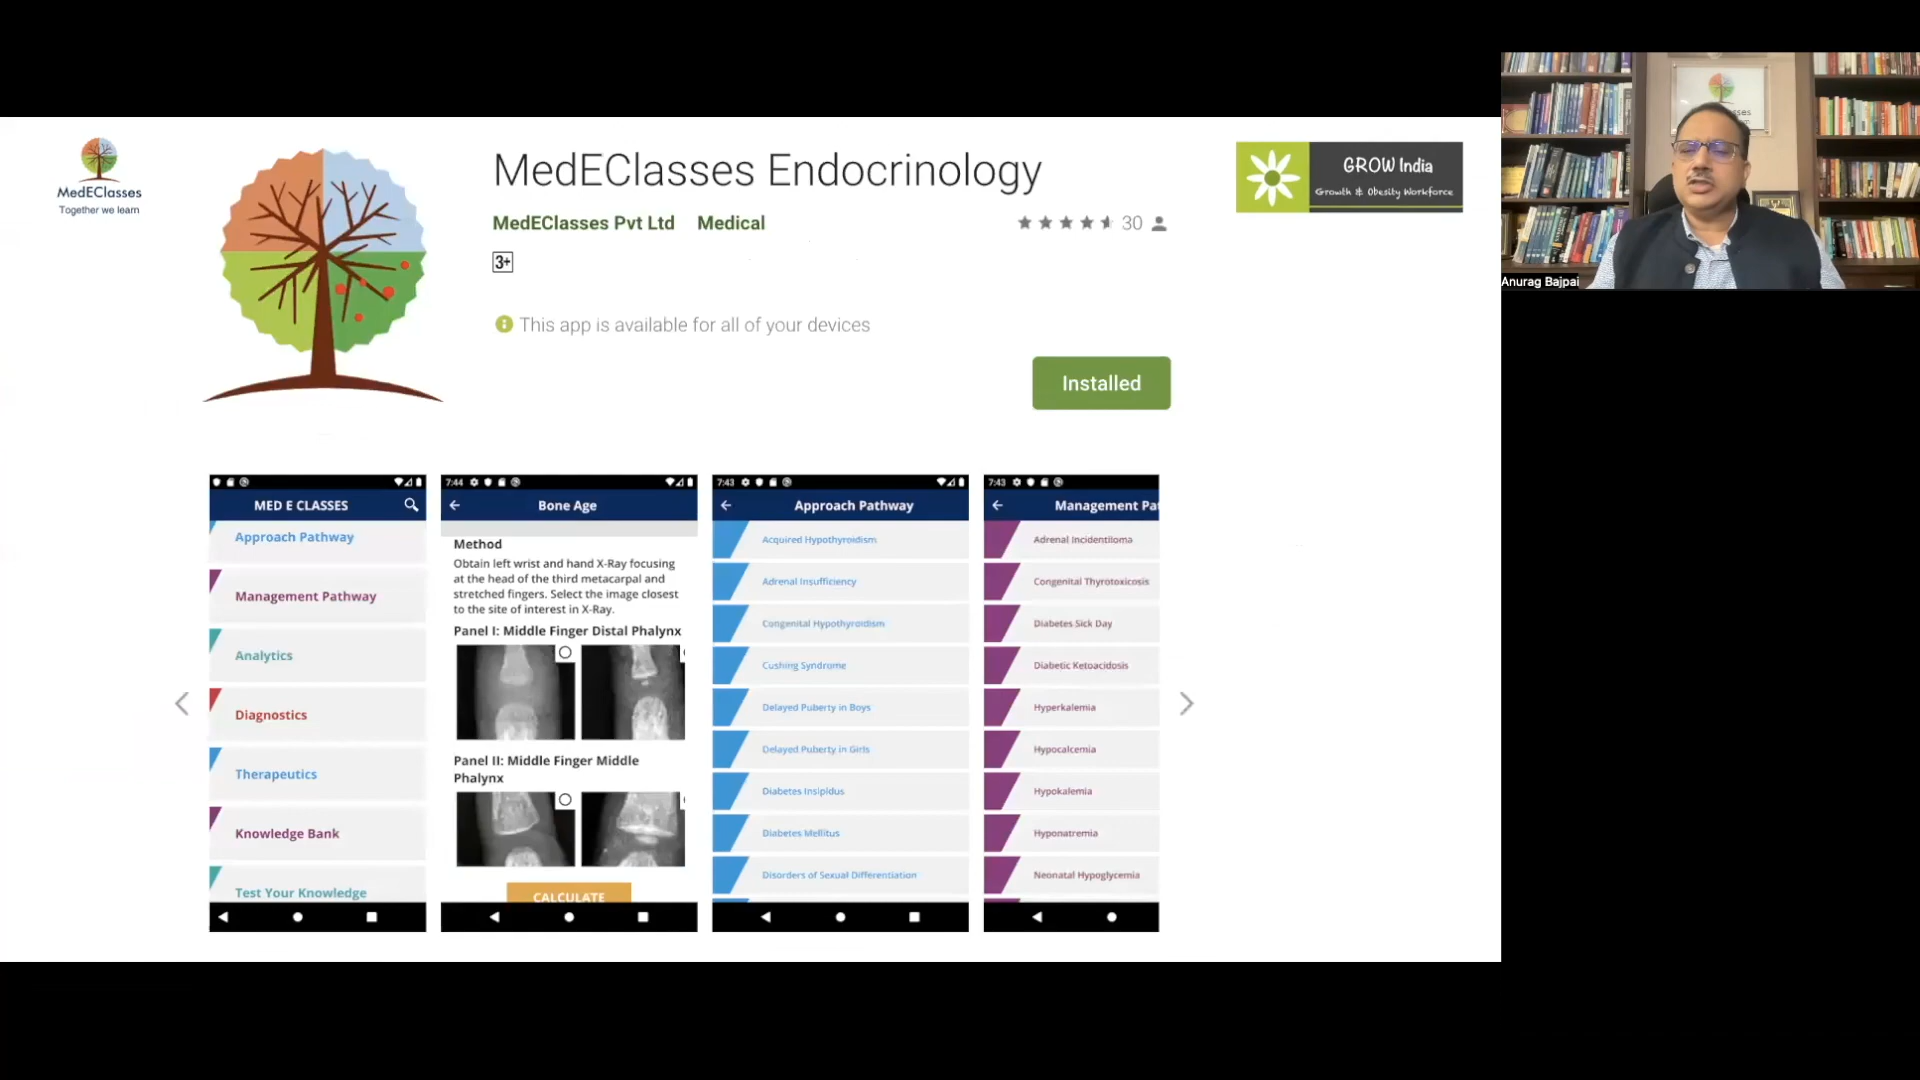 MedEClasses
Together we learn
MedEClasses Endocrinology
MedEClasses Pvt Ltd Medical
30
3+
This app is available for all of your devices
Installed
GROW India
Growth & Obesity Workforce
Anurag Bajpai
MED E CLASSES
Approach Pathway
Management Pathway
Analytics
Diagnostics
Therapeutics
Knowledge Bank
Test Your Knowledge
7:44
Bone Age
Method
Obtain left wrist and hand X-Ray focusing
at the head of the third metacarpal and
stretched fingers. Select the image closest
to the site of interest in X-Ray.
Panel I: Middle Finger Distal Phalynx
Panel II: Middle Finger Middle
Phalynx
CALCULATE
7:43
Approach Pathway
Acquired Hypothyroidism
Adrenal Insufficiency
Congenital Hypothyroidism
Cushing Syndrome
Delayed Puberty in Boys
Delayed Puberty in Girls
Diabetes Insipidus
Diabetes Mellitus
Disorders of Sexual Differentiation
7:43
Management Pat
Adrenal Incidentiloma
Congenital Thyrotoxicosis
Diabetes Sick Day
Diabetic Ketoacidosis
Hyperkalemia
Hypocalcemia
Hypokalemia
Hyponatremia
Neonatal Hypoglycemia